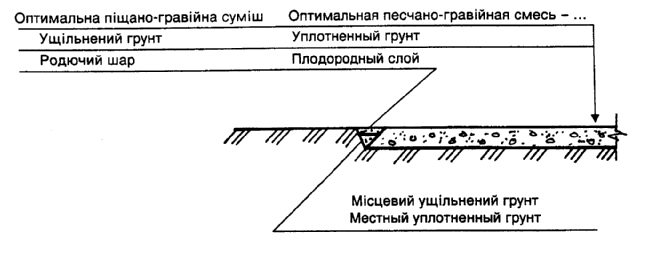 Оптимальна піщано-гравійна суміш Оптимальная песчано-гравийная смесь – ...
Ущільнений грунт Уплотненный грунт
Родючий шар Плодородный слой
Місцевий ущільнений грунт
Местный уплотненный грунт